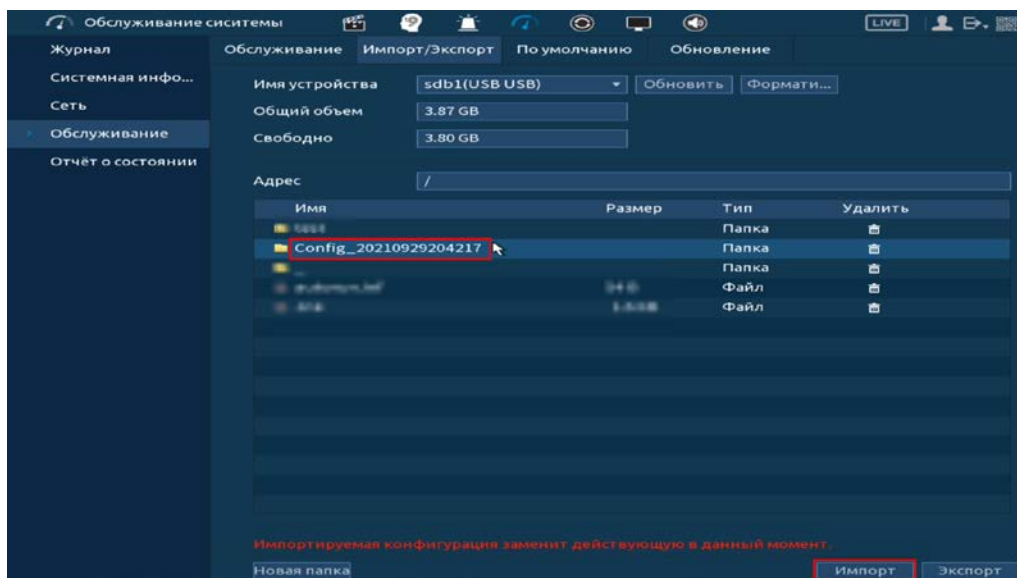 Обслуживание сиситемы LIVE
Журнал
Системная инфо...
Сеть
Обслуживание
Отчёт о состоянии
Обслуживание Импорт/Экспорт По умолчанию Обновление
Имя устройства sdb1(USB USB) Обновить Формати...
Общий объем 3.87 GB
Свободно 3.80 GB
Адрес /
Имя Размер Тип Удалить
Папка
Config_20210929204217 Папка
Папка
Файл
Файл
Импортируемая конфигурация заменит действующую в данный момент.
Новая папка Импорт Экспорт